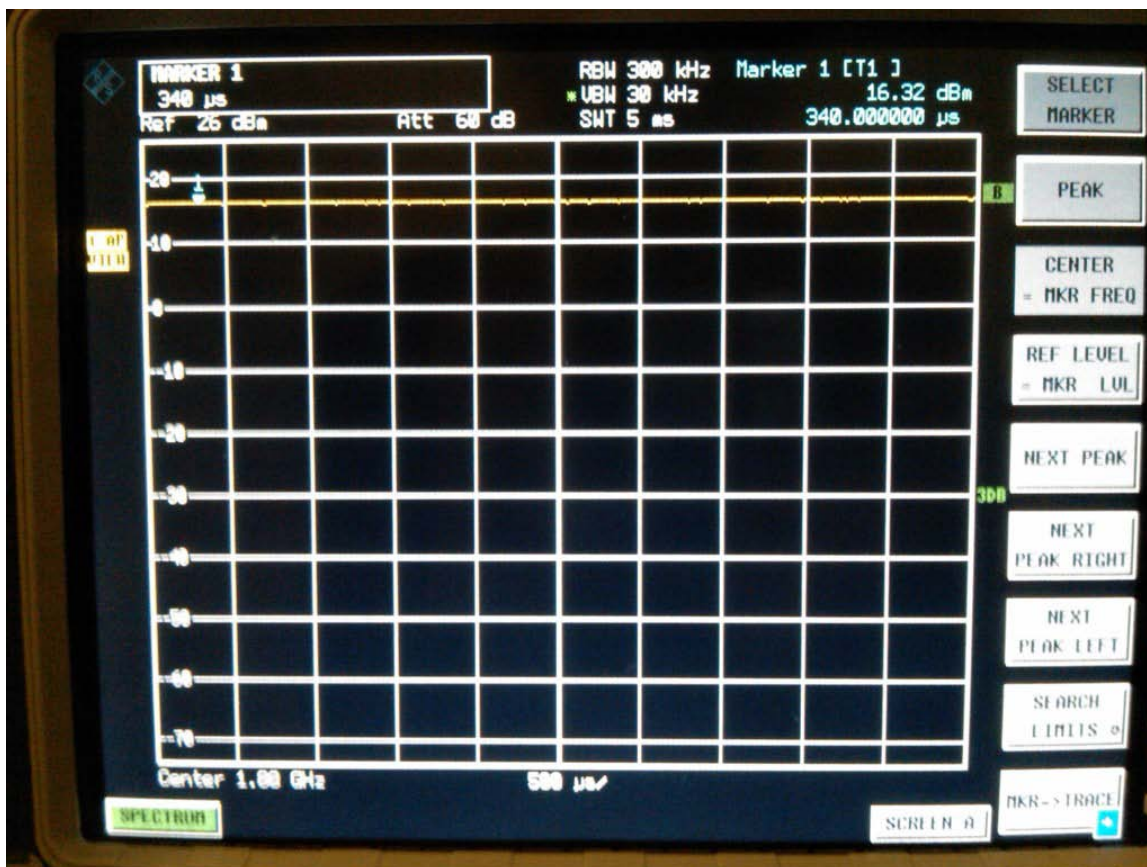 MARKER 1
340 µs
Ref 26 dBm
Att 60 dB
RBW 300 kHz
*VBW 30 kHz
SWT 5 ms
Marker 1 [T1 ]
16.32 dBm
340.000000 µs
20
1
10
0
-10
-20
-30
-40
-50
-60
-70
B
3DB
VIEW
Center 1.00 GHz
500 µs/
SPECTRUM
SCREEN A
SELECT
MARKER
PEAK
CENTER
= MKR FREQ
REF LEVEL
= MKR LVL
NEXT PEAK
NEXT
PEAK RIGHT
NEXT
PEAK LEFT
SEARCH
LIMITS
MKR->TRACE